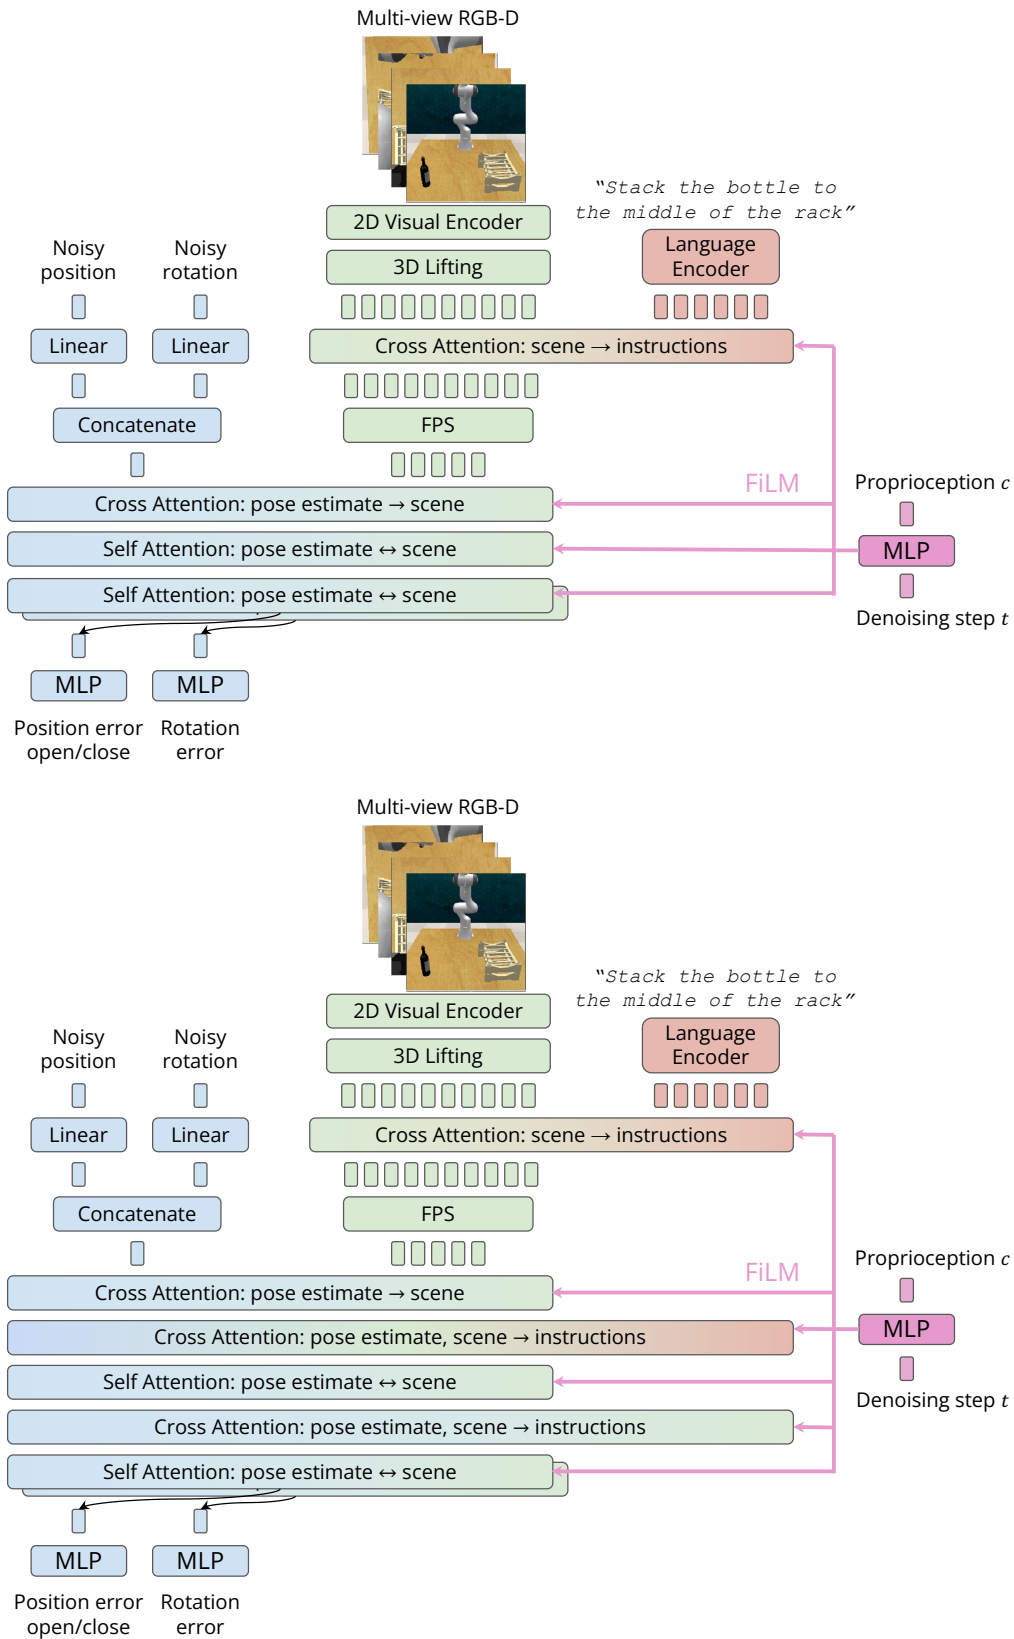 Multi-view RGB-D
“Stack the bottle to
the middle of the rack”
2D Visual Encoder
Language
Encoder
Noisy
position
Noisy
rotation
3D Lifting
Linear
Linear
Cross Attention: scene → instructions
Concatenate
FPS
FiLM
Proprioception c
Cross Attention: pose estimate → scene
Self Attention: pose estimate ↔ scene
MLP
Self Attention: pose estimate ↔ scene
Denoising step t
MLP
MLP
Position error
open/close
Rotation
error
Multi-view RGB-D
“Stack the bottle to
the middle of the rack”
2D Visual Encoder
Language
Encoder
Noisy
position
Noisy
rotation
3D Lifting
Linear
Linear
Cross Attention: scene → instructions
Concatenate
FPS
FiLM
Proprioception c
Cross Attention: pose estimate → scene
Cross Attention: pose estimate, scene → instructions
MLP
Self Attention: pose estimate ↔ scene
Denoising step t
Cross Attention: pose estimate, scene → instructions
Self Attention: pose estimate ↔ scene
MLP
MLP
Position error
open/close
Rotation
error